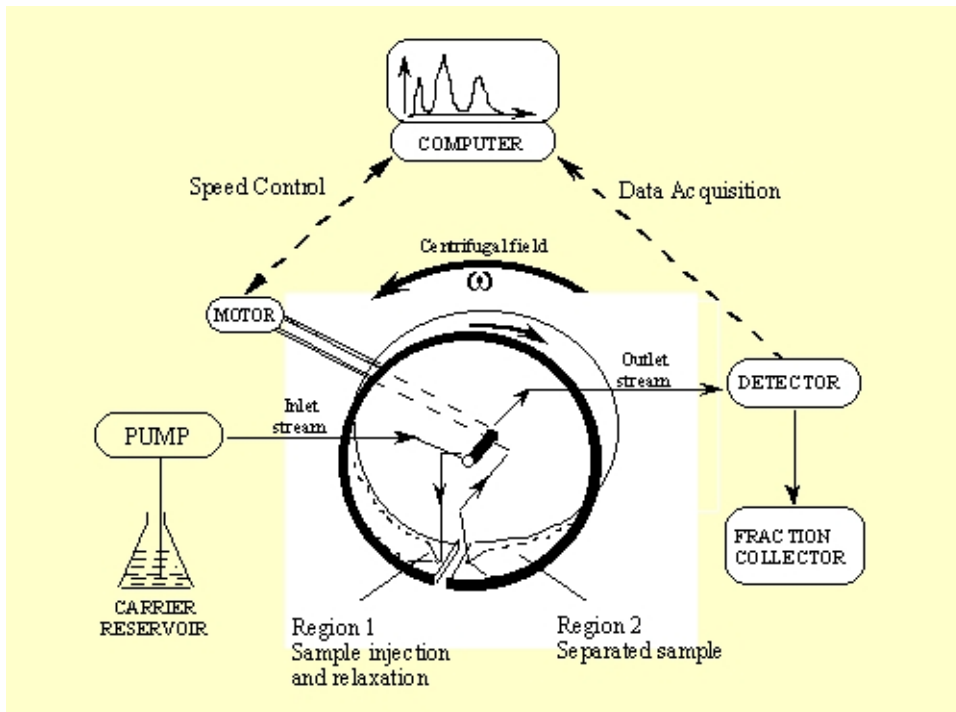 COMPUTER
Speed Control
Data Acquisition
Centrifugal field
ω
MOTOR
Outlet
stream
DETECTOR
Inlet
stream
PUMP
FRACTION
COLLECTOR
CARRIER
RESERVOIR
Region 1
Sample injection
and relaxation
Region 2
Separated sample